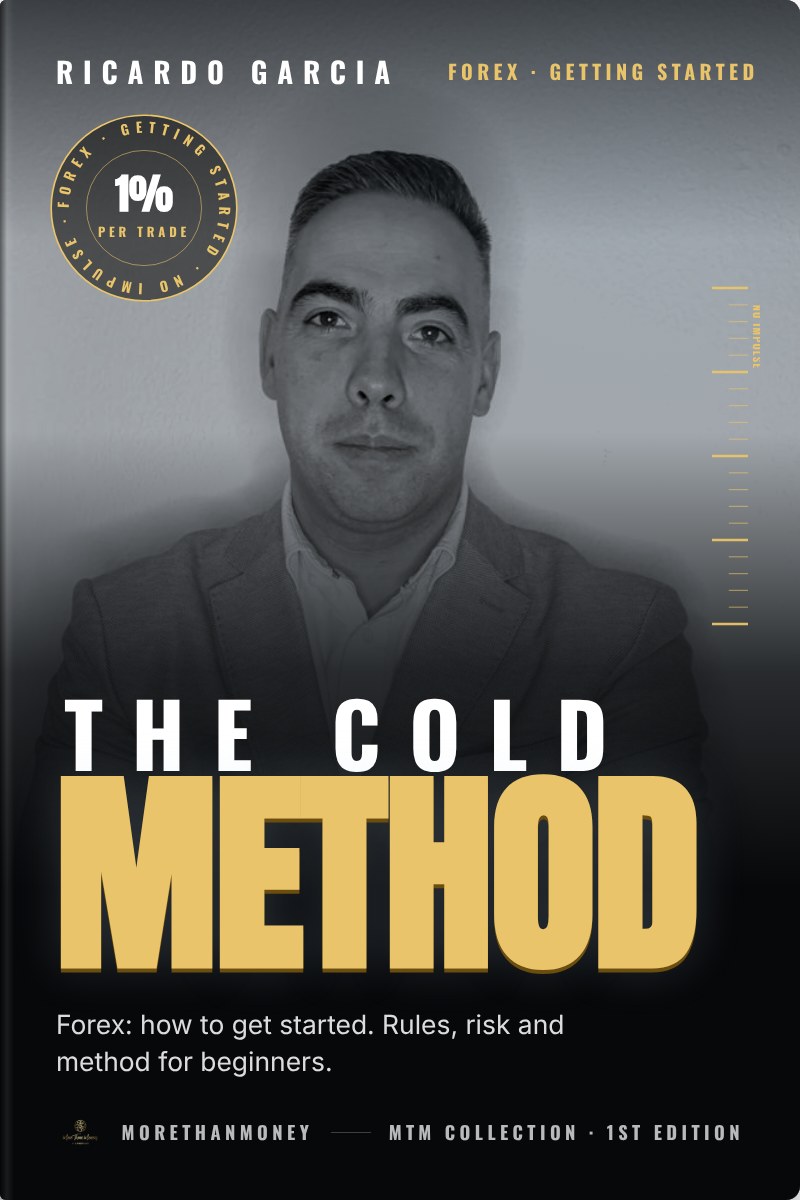 RICARDO GARCIA
FOREX · GETTING STARTED
FOREX · GETTING STARTED · NO IMPULSE ·
1%
PER TRADE
NO IMPULSE
THE COLD
METHOD
Forex: how to get started. Rules, risk and
method for beginners.
MORETHANMONEY
MTM COLLECTION · 1ST EDITION